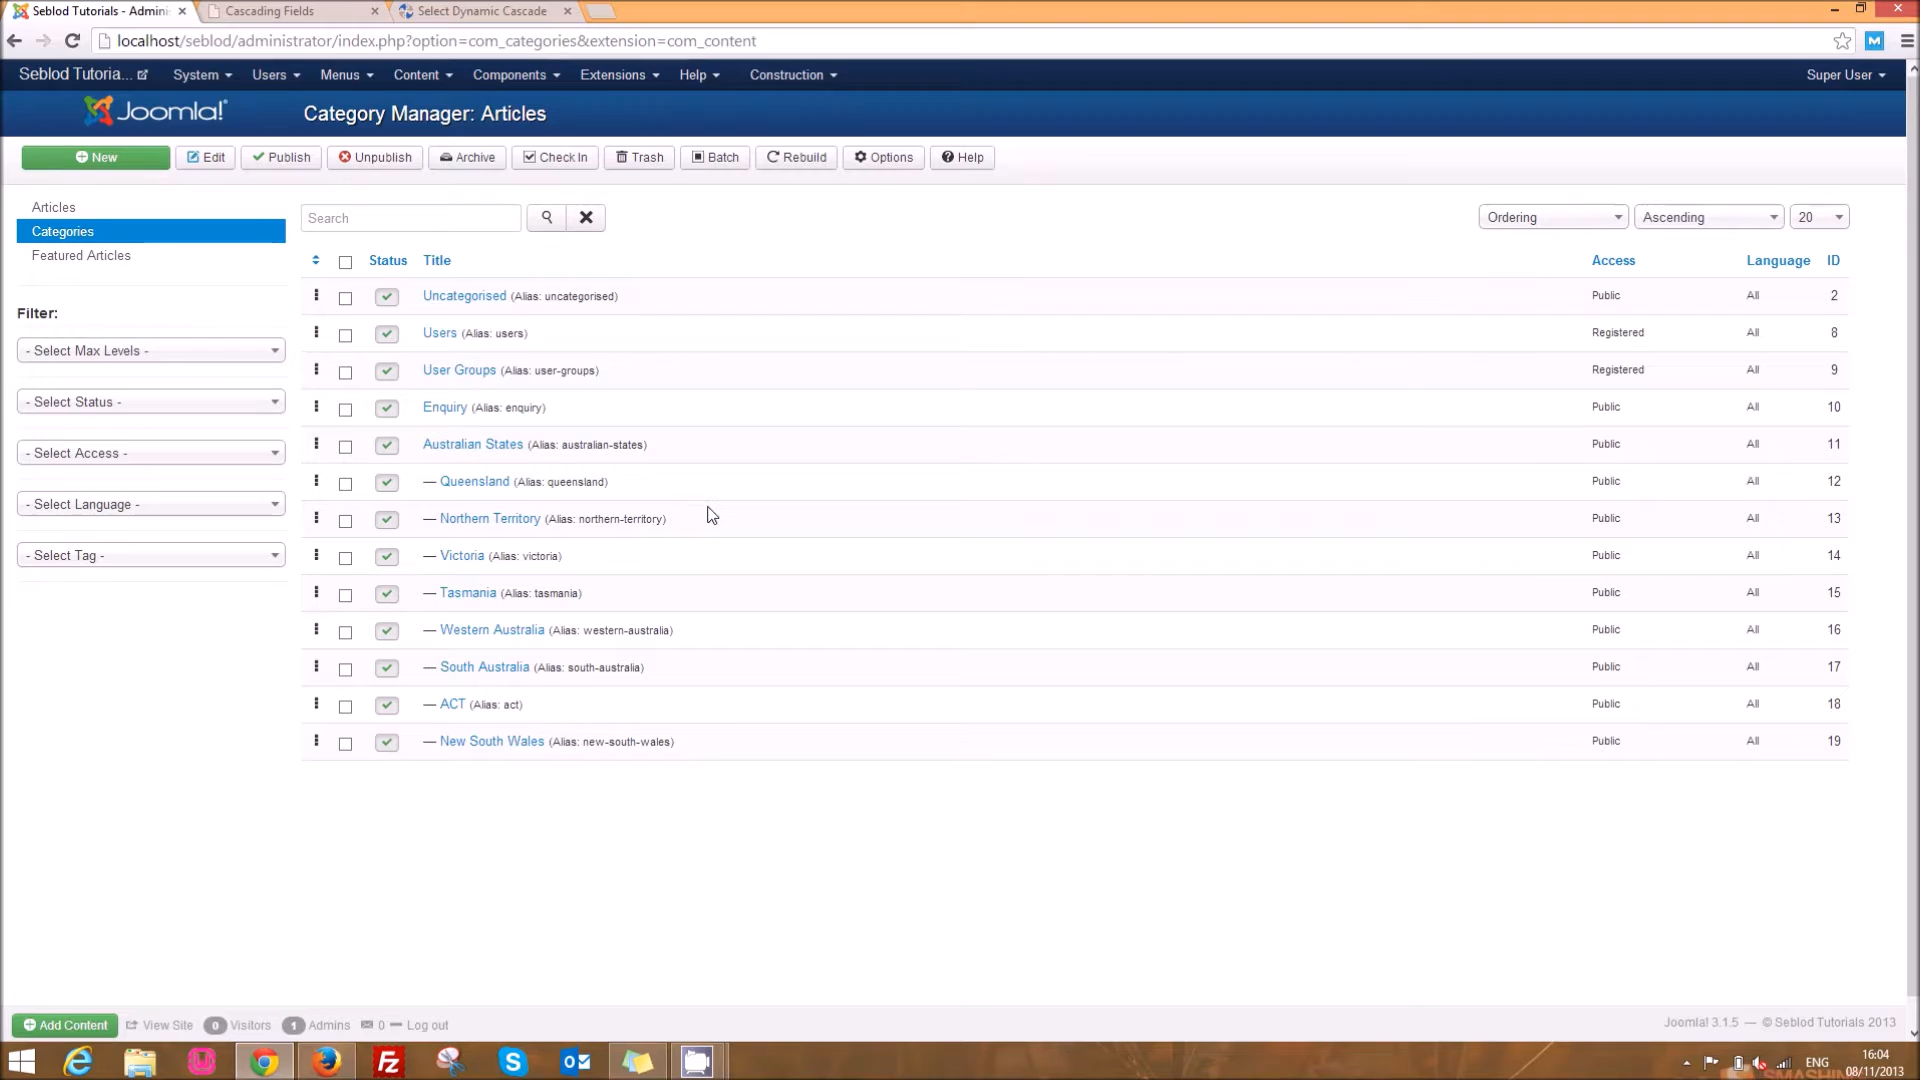 Seblod Tutorials - Admini
Cascading Fields
Select Dynamic Cascade
localhost/seblod/administrator/index.php?option=com_categories&extension=com_content
Seblod Tutoria... System Users Menus Content Components Extensions Help Construction Super User
Joomla! Category Manager: Articles
New Edit Publish Unpublish Archive Check In Trash Batch Rebuild Options Help
Articles
Categories
Featured Articles
Filter:
- Select Max Levels -
- Select Status -
- Select Access -
- Select Language -
- Select Tag -
Search Ordering Ascending 20
Status Title Access Language ID
Uncategorised (Alias: uncategorised) Public All 2
Users (Alias: users) Registered All 8
User Groups (Alias: user-groups) Registered All 9
Enquiry (Alias: enquiry) Public All 10
Australian States (Alias: australian-states) Public All 11
— Queensland (Alias: queensland) Public All 12
— Northern Territory (Alias: northern-territory) Public All 13
— Victoria (Alias: victoria) Public All 14
— Tasmania (Alias: tasmania) Public All 15
— Western Australia (Alias: western-australia) Public All 16
— South Australia (Alias: south-australia) Public All 17
— ACT (Alias: act) Public All 18
— New South Wales (Alias: new-south-wales) Public All 19
Add Content View Site 0 Visitors 1 Admins 0 Log out Joomla! 3.1.5 — © Seblod Tutorials 2013
ENG 16:04
08/11/2013